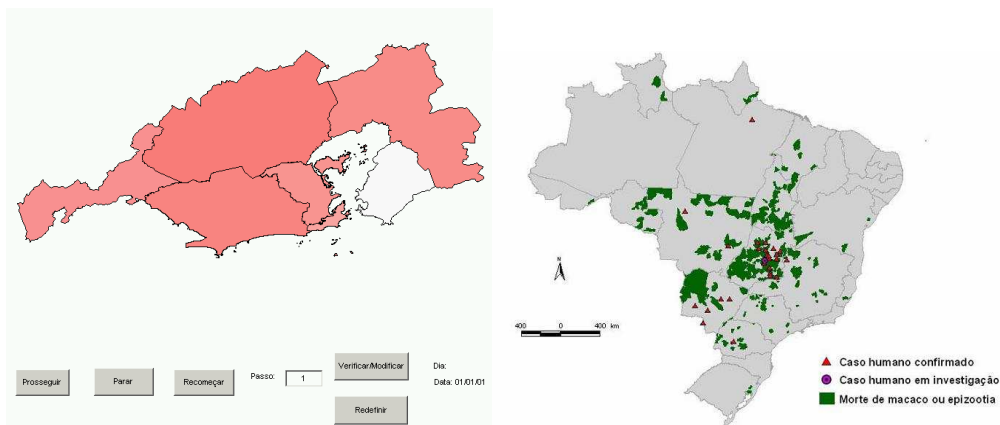 Prosseguir
Parar
Recomeçar
Passo:
1
Verificar/Modificar
Redefinir
Dia:
Data: 01/01/01
N
400 0 400 km
Caso humano confirmado
Caso humano em investigação
Morte de macaco ou epizootia